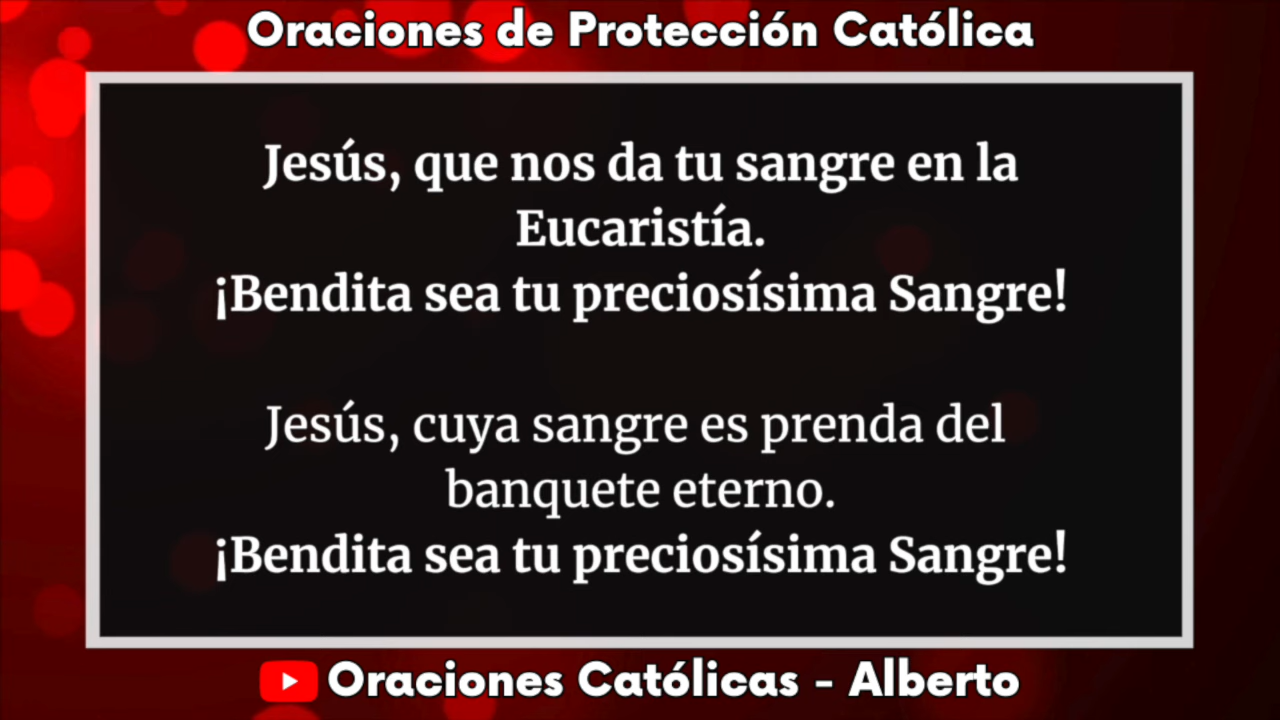 Oraciones de Protección Católica
Jesús, que nos da tu sangre en la
Eucaristía.
¡Bendita sea tu preciosísima Sangre!
Jesús, cuya sangre es prenda del
banquete eterno.
¡Bendita sea tu preciosísima Sangre!
Oraciones Católicas - Alberto